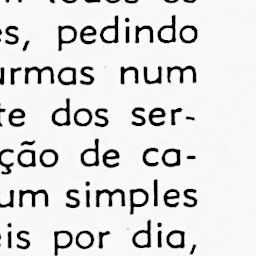 es, pedindo
urmas num
te dos ser-
ção de ca-
um simples
eis por dia,